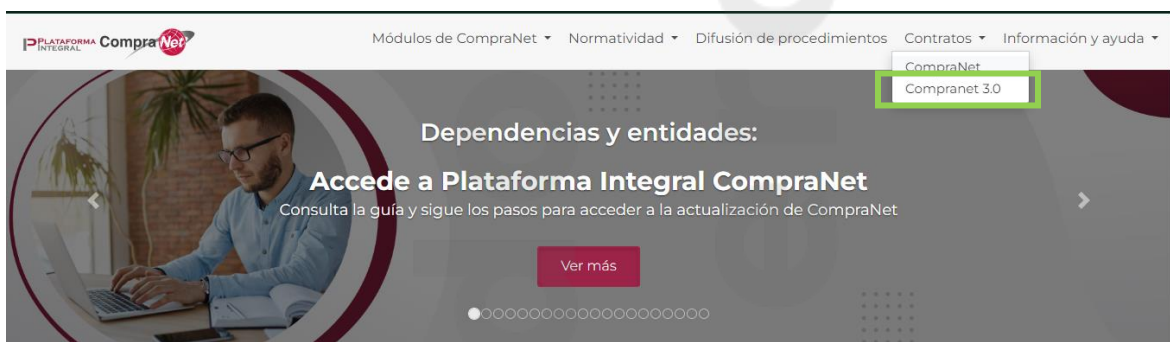 PLATAFORMA INTEGRAL CompraNet
Módulos de CompraNet Normatividad Difusión de procedimientos Contratos Información y ayuda
CompraNet
Compranet 3.0
Dependencias y entidades:
Accede a Plataforma Integral CompraNet
Consulta la guía y sigue los pasos para acceder a la actualización de CompraNet
Ver más